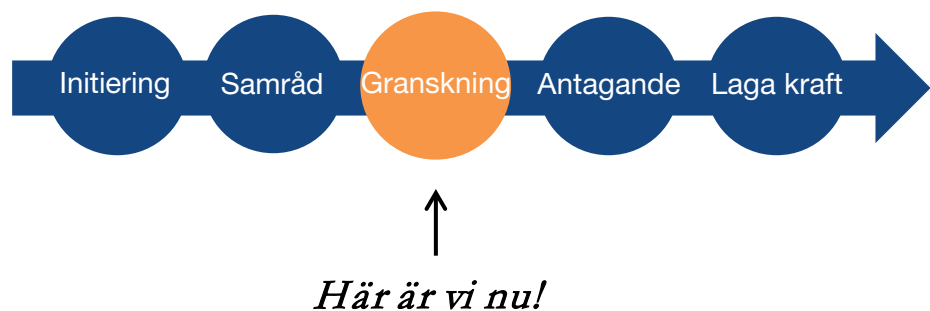 Initiering Samråd Granskning Antagande Laga kraft
Här är vi nu!